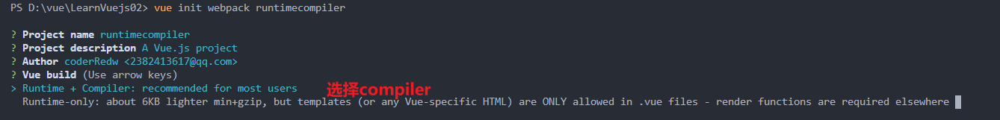 PS D:\vue\LearnVuejs02> vue init webpack runtimecompiler
? Project name runtimecompiler
? Project description A Vue.js project
? Author coderRedw <2382413617@qq.com>
? Vue build (Use arrow keys)
> Runtime + Compiler: recommended for most users 选择compiler
Runtime-only: about 6KB lighter min+gzip, but templates (or any Vue-specific HTML) are ONLY allowed in .vue files - render functions are required elsewhere